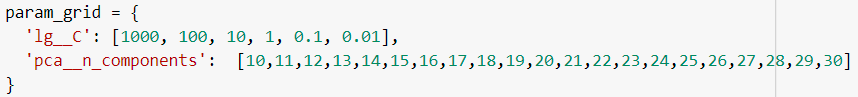 param_grid = {
  'lg__C': [1000, 100, 10, 1, 0.1, 0.01],
  'pca__n_components':  [10,11,12,13,14,15,16,17,18,19,20,21,22,23,24,25,26,27,28,29,30]
}